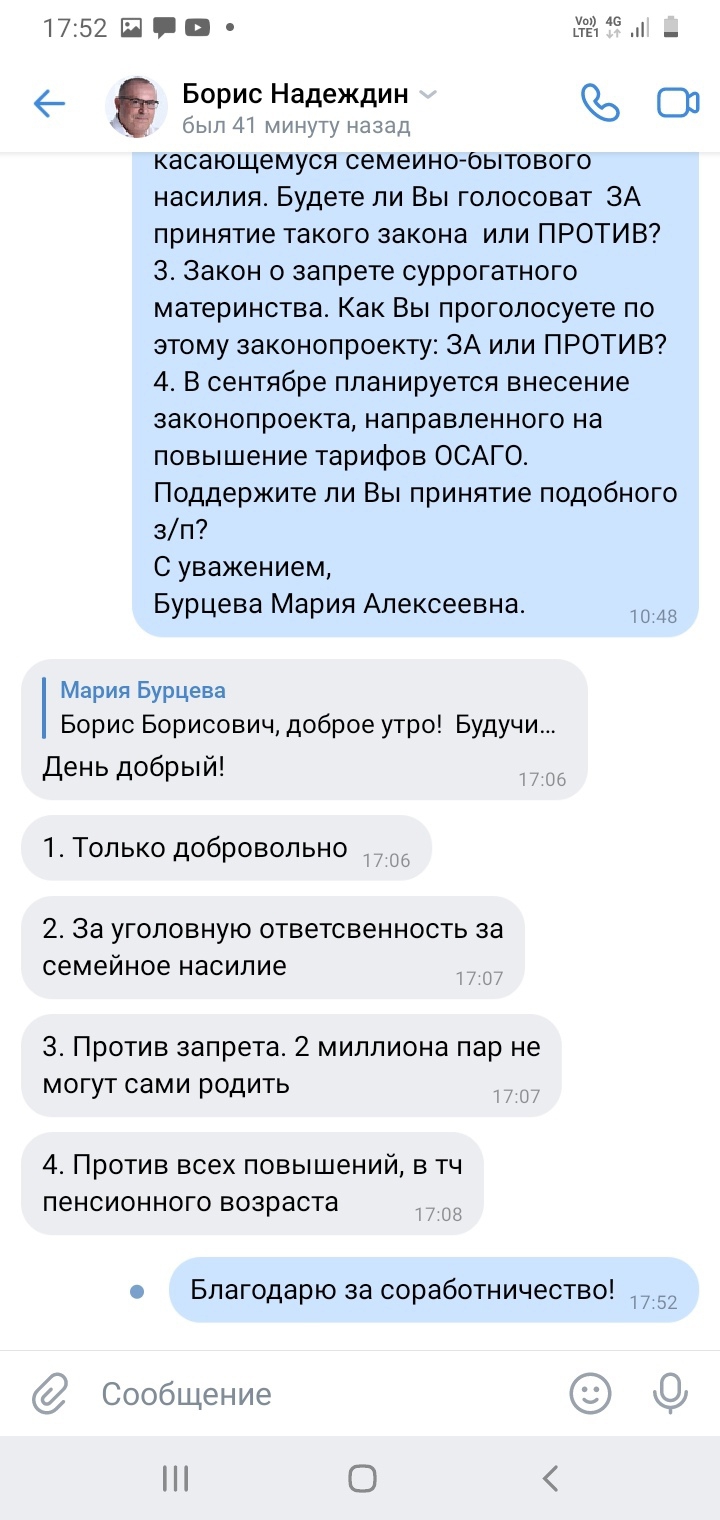 17:52
Vo)) 4G
LTE1
Борис Надеждин
был 41 минуту назад
касающемуся семейно-бытового
насилия. Будете ли Вы голосоват ЗА
принятие такого закона или ПРОТИВ?
3. Закон о запрете суррогатного
материнства. Как Вы проголосуете по
этому законопроекту: ЗА или ПРОТИВ?
4. В сентябре планируется внесение
законопроекта, направленного на
повышение тарифов ОСАГО.
Поддержите ли Вы принятие подобного
з/п?
С уважением,
Бурцева Мария Алексеевна.
10:48
Мария Бурцева
Борис Борисович, доброе утро! Будучи...
День добрый!
17:06
1. Только добровольно 17:06
2. За уголовную ответсвенность за
семейное насилие
17:07
3. Против запрета. 2 миллиона пар не
могут сами родить
17:07
4. Против всех повышений, в тч
пенсионного возраста
17:08
Благодарю за соработничество! 17:52
Сообщение